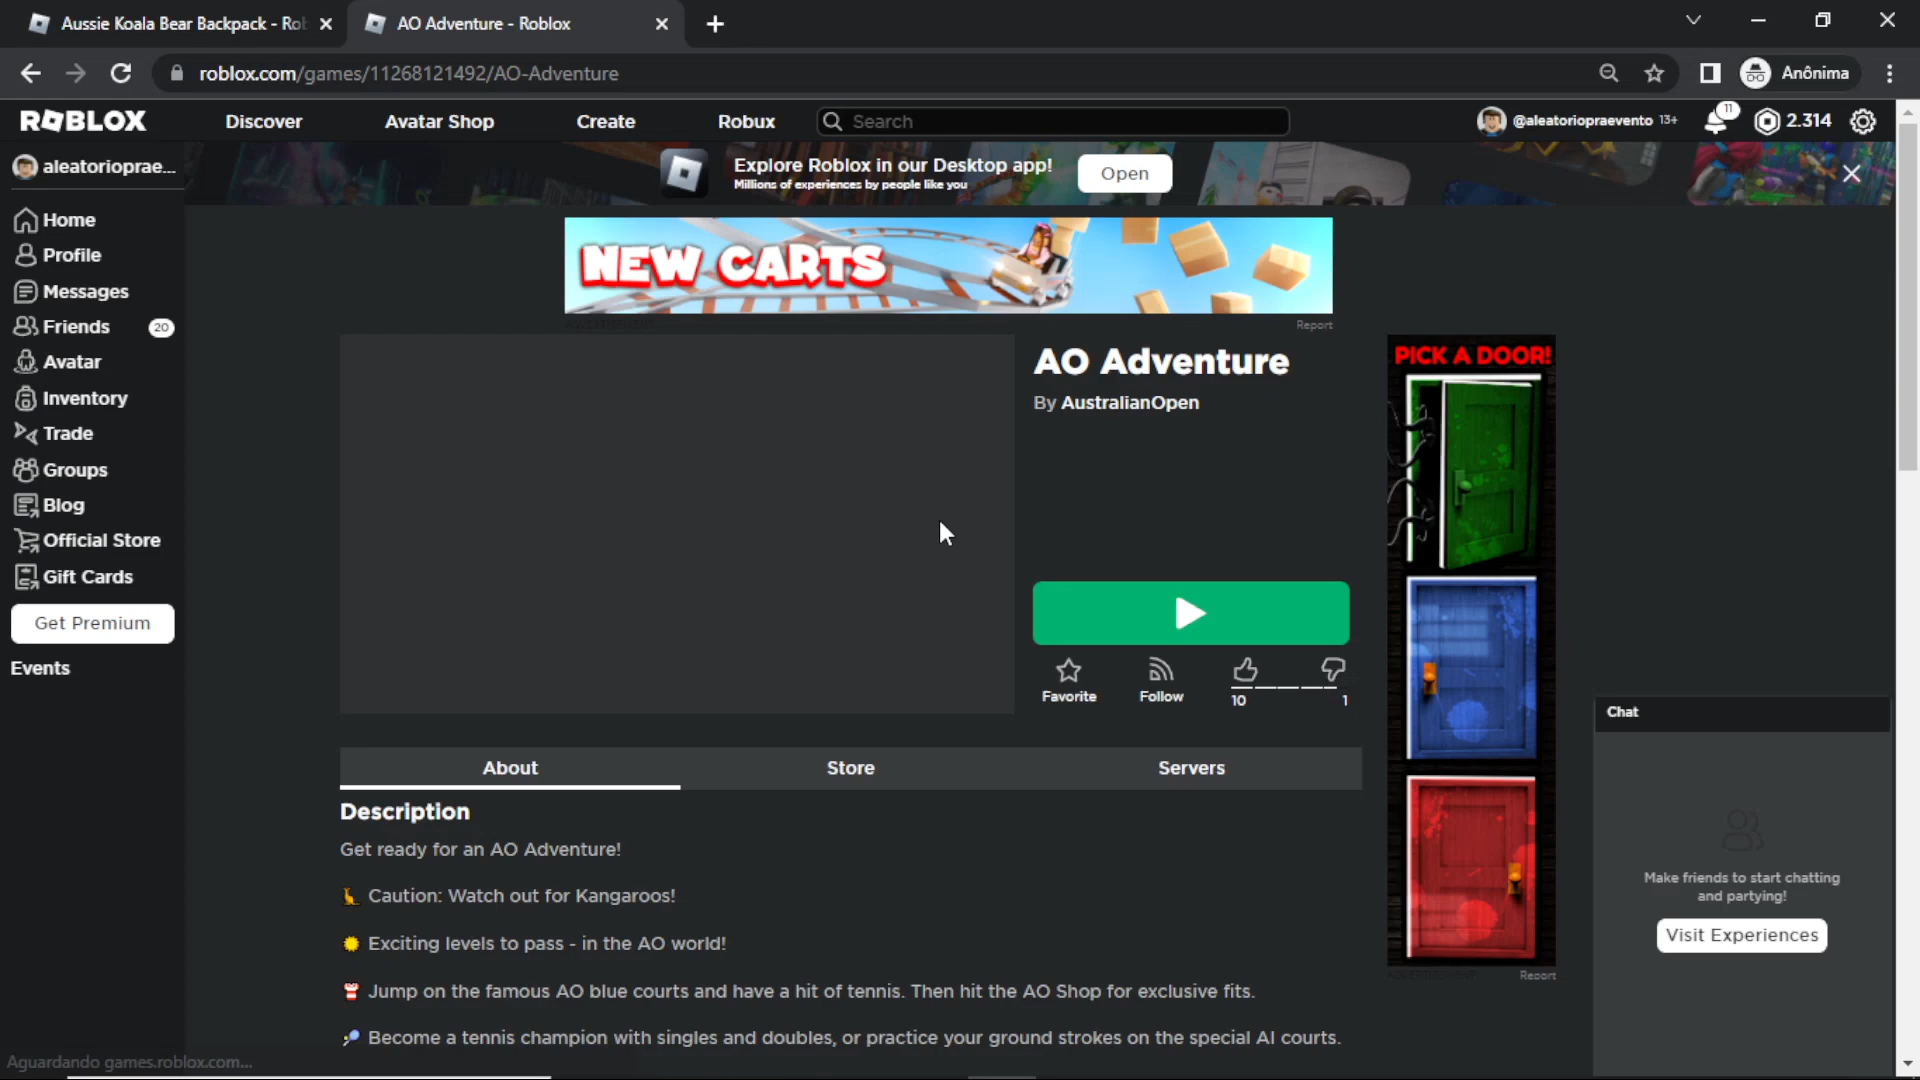 Aussie Koala Bear Backpack - Rob
AO Adventure - Roblox
roblox.com/games/11268121492/AO-Adventure
Anônima
ROBLOX
Discover
Avatar Shop
Create
Robux
Search
@aleatoriopraevento 13+
11
2.314
aleatorioprae...
Explore Roblox in our Desktop app!
Millions of experiences by people like you
Open
Home
Profile
Messages
Friends
20
Avatar
Inventory
Trade
Groups
Blog
Official Store
Gift Cards
Get Premium
Events
NEW CARTS
ADVERTISEMENT
Report
AO Adventure
By AustralianOpen
Favorite
Follow
10
1
PICK A DOOR!
ADVERTISEMENT
Report
About
Store
Servers
Description
Get ready for an AO Adventure!
🦘 Caution: Watch out for Kangaroos!
Exciting levels to pass - in the AO world!
Jump on the famous AO blue courts and have a hit of tennis. Then hit the AO Shop for exclusive fits.
🎾 Become a tennis champion with singles and doubles, or practice your ground strokes on the special AI courts.
Chat
Make friends to start chatting
and partying!
Visit Experiences
Aguardando games.roblox.com...